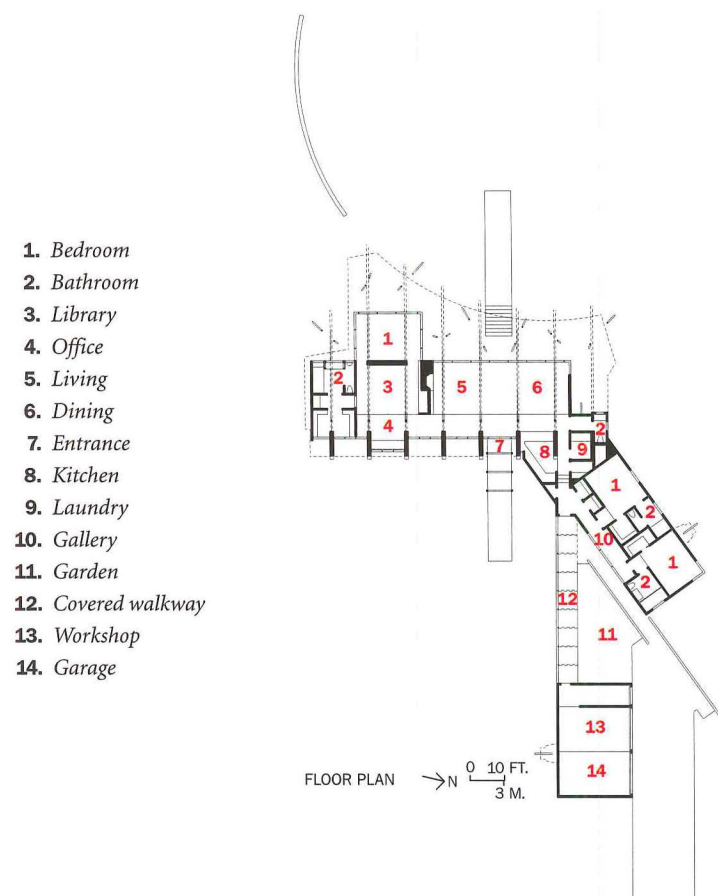 1. Bedroom
2. Bathroom
3. Library
4. Office
5. Living
6. Dining
7. Entrance
8. Kitchen
9. Laundry
10. Gallery
11. Garden
12. Covered walkway
13. Workshop
14. Garage
1
2
3
5
6
4
7
8
9
2
1
2
10
1
2
12
11
13
14
FLOOR PLAN
N
0 10 FT.
3 M.